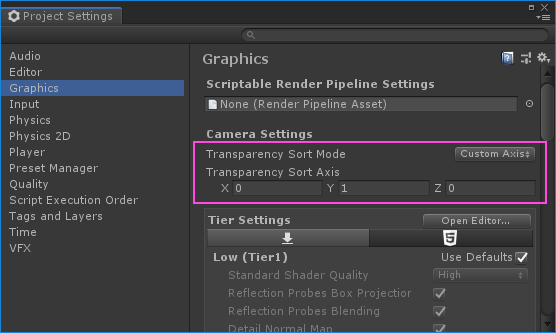 Project Settings
Audio
Editor
Graphics
Input
Physics
Physics 2D
Player
Preset Manager
Quality
Script Execution Order
Tags and Layers
Time
VFX
Graphics
Scriptable Render Pipeline Settings
None (Render Pipeline Asset)
Camera Settings
Transparency Sort Mode Custom Axis
Transparency Sort Axis
X 0 Y 1 Z 0
Tier Settings Open Editor...
Low (Tier1) Use Defaults
Standard Shader Quality High
Reflection Probes Box Projection
Reflection Probes Blending
Detail Normal Map